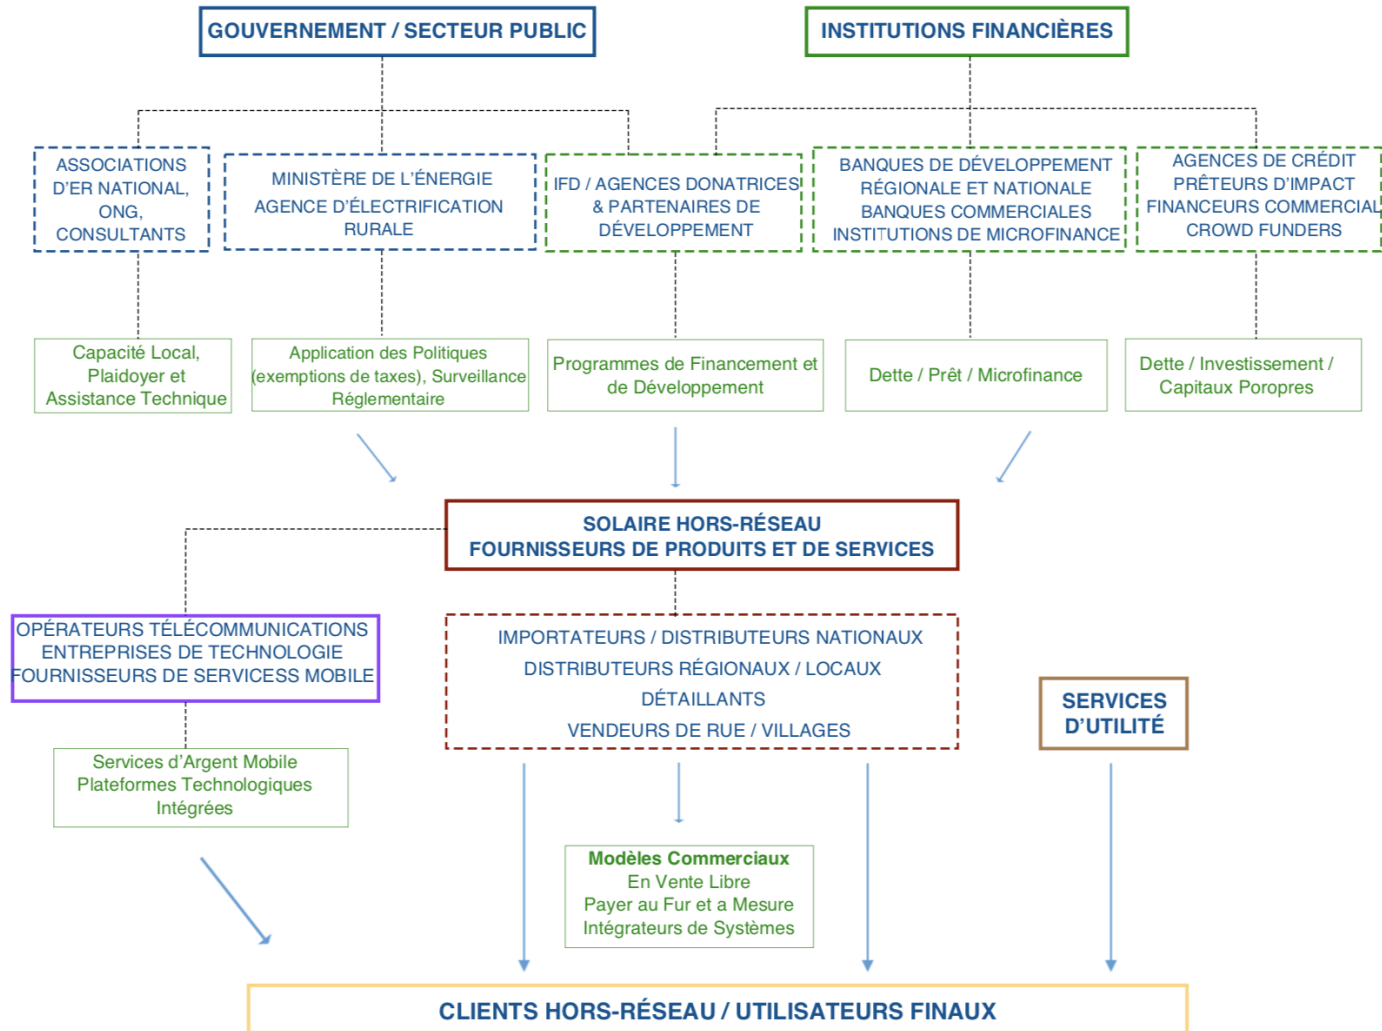 GOUVERNEMENT / SECTEUR PUBLIC
INSTITUTIONS FINANCIÈRES
ASSOCIATIONS
D'ER NATIONAL,
ONG,
CONSULTANTS
MINISTÈRE DE L'ÉNERGIE
AGENCE D'ÉLECTRIFICATION
RURALE
IFD / AGENCES DONATRICES
& PARTENAIRES DE
DÉVELOPPEMENT
BANQUES DE DÉVELOPPEMENT
RÉGIONALE ET NATIONALE
BANQUES COMMERCIALES
INSTITUTIONS DE MICROFINANCE
AGENCES DE CRÉDIT
PRÊTEURS D'IMPACT
FINANCEURS COMMERCIAL
CROWD FUNDERS
Capacité Local,
Plaidoyer et
Assistance Technique
Application des Politiques
(exemptions de taxes), Surveillance
Réglementaire
Programmes de Financement et
de Développement
Dette / Prêt / Microfinance
Dette / Investissement /
Capitaux Poropres
SOLAIRE HORS-RÉSEAU
FOURNISSEURS DE PRODUITS ET DE SERVICES
OPÉRATEURS TÉLÉCOMMUNICATIONS
ENTREPRISES DE TECHNOLOGIE
FOURNISSEURS DE SERVICESS MOBILE
IMPORTATEURS / DISTRIBUTEURS NATIONAUX
DISTRIBUTEURS RÉGIONAUX / LOCAUX
DÉTAILLANTS
VENDEURS DE RUE / VILLAGES
SERVICES
D'UTILITÉ
Services d'Argent Mobile
Plateformes Technologiques
Intégrées
Modèles Commerciaux
En Vente Libre
Payer au Fur et a Mesure
Intégrateurs de Systèmes
CLIENTS HORS-RÉSEAU / UTILISATEURS FINAUX